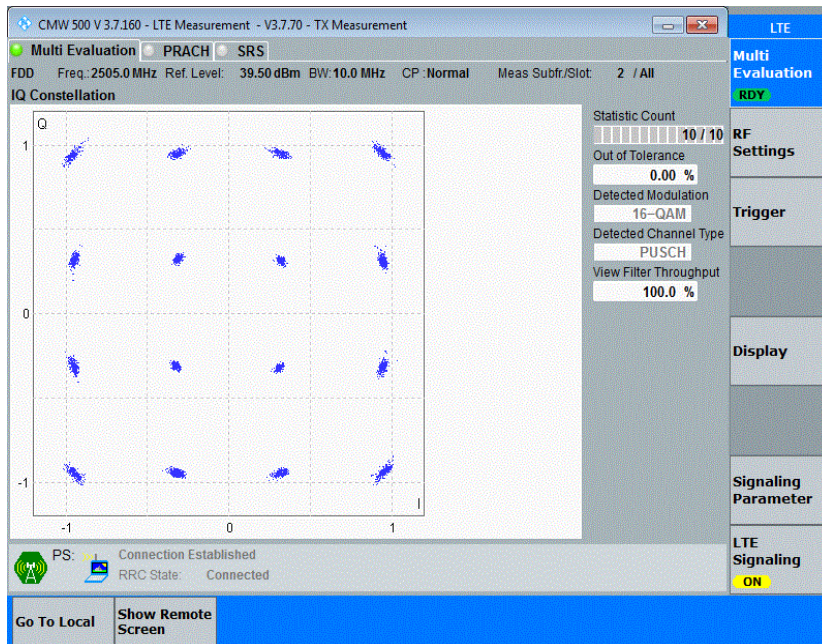 CMW 500 V 3.7.160 - LTE Measurement - V3.7.70 - TX Measurement
LTE
Multi Evaluation PRACH SRS
FDD Freq.: 2505.0 MHz Ref. Level: 39.50 dBm BW: 10.0 MHz CP : Normal Meas Subfr./Slot: 2 / All
IQ Constellation
Q
1
0
-1
I
-1 0 1
Statistic Count
10 / 10
Out of Tolerance
0.00 %
Detected Modulation
16-QAM
Detected Channel Type
PUSCH
View Filter Throughput
100.0 %
Multi
Evaluation
RDY
RF
Settings
Trigger
Display
Signaling
Parameter
LTE
Signaling
ON
PS: Connection Established
RRC State: Connected
Go To Local
Show Remote
Screen